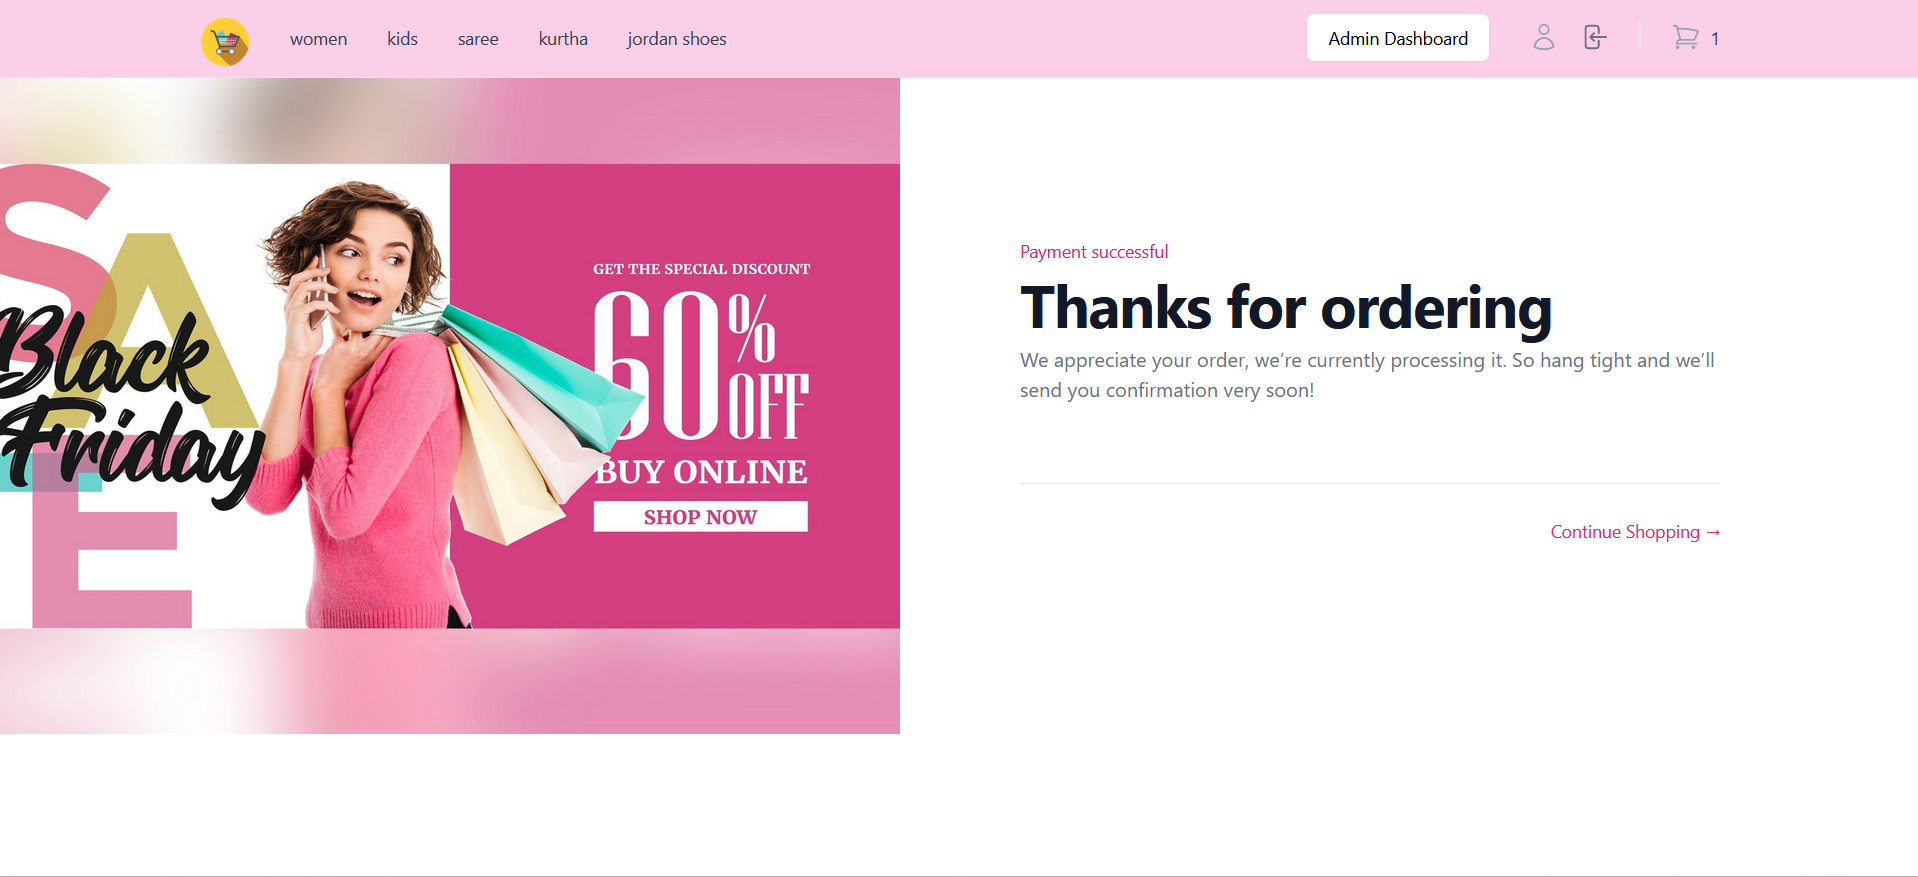 women kids saree kurtha jordan shoes Admin Dashboard 1
SALE
Black
Friday
GET THE SPECIAL DISCOUNT
60% OFF
BUY ONLINE
SHOP NOW
Payment successful
Thanks for ordering
We appreciate your order, we’re currently processing it. So hang tight and we’ll
send you confirmation very soon!
Continue Shopping →